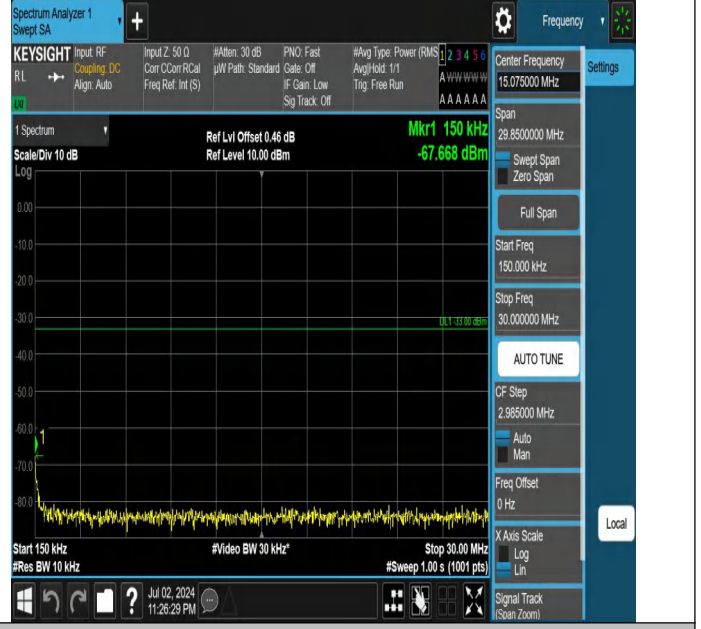 Spectrum Analyzer 1
Swept SA
+
Frequency
KEYSIGHT
RL
LXI
Input: RF
Coupling: DC
Align: Auto
Input Z: 50 Ω
Corr CCorr RCal
Freq Ref: Int (S)
#Atten: 30 dB
µW Path: Standard
PNO: Fast
Gate: Off
IF Gain: Low
Sig Track: Off
#Avg Type: Power (RMS
Avg|Hold: 1/1
Trig: Free Run
1 2 3 4 5 6
A W W W W W
A A A A A A
1 Spectrum
Scale/Div 10 dB
Log
Ref Lvl Offset 0.46 dB
Ref Level 10.00 dBm
Mkr1 150 kHz
-67.668 dBm
0.00
-10.0
-20.0
-30.0
DL1 -33.00 dBm
-40.0
-50.0
-60.0
1
-70.0
-80.0
Start 150 kHz
#Video BW 30 kHz*
Stop 30.00 MHz
#Res BW 10 kHz
#Sweep 1.00 s (1001 pts)
?
Jul 02, 2024
11:26:29 PM
Center Frequency
15.075000 MHz
Span
29.8500000 MHz
Swept Span
Zero Span
Full Span
Start Freq
150.000 kHz
Stop Freq
30.000000 MHz
AUTO TUNE
CF Step
2.985000 MHz
Auto
Man
Freq Offset
0 Hz
X Axis Scale
Log
Lin
Signal Track
(Span Zoom)
Settings
Local